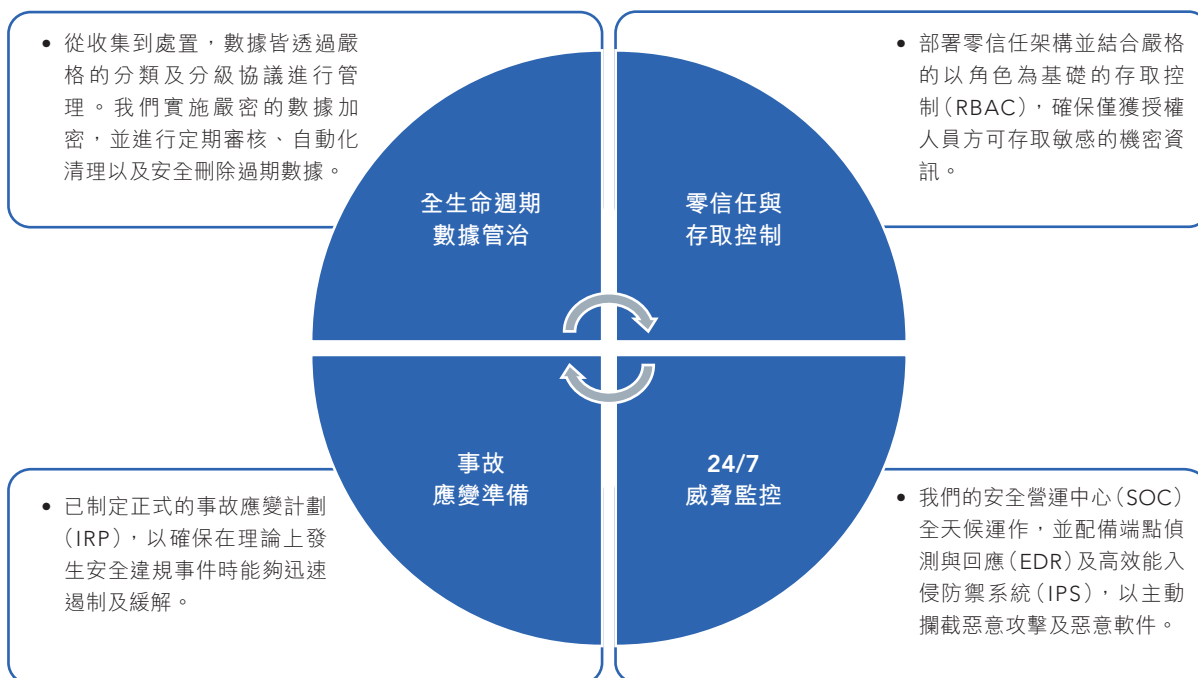 從收集到處置，數據皆透過嚴
格的分類及分級協議進行管
理。我們實施嚴密的數據加
密，並進行定期審核、自動化
清理以及安全刪除過期數據。
全生命週期
數據管治
部署零信任架構並結合嚴格
的以角色為基礎的存取控
制（RBAC），確保僅獲授權
人員方可存取敏感的機密資
訊。
零信任與
存取控制
已制定正式的事故應變計劃
（IRP），以確保在理論上發
生安全違規事件時能夠迅速
遏制及緩解。
事故
應變準備
24/7
威脅監控
我們的安全營運中心（SOC）
全天候運作，並配備端點偵
測與回應（EDR）及高效能入
侵防禦系統（IPS），以主動
攔截惡意攻擊及惡意軟件。